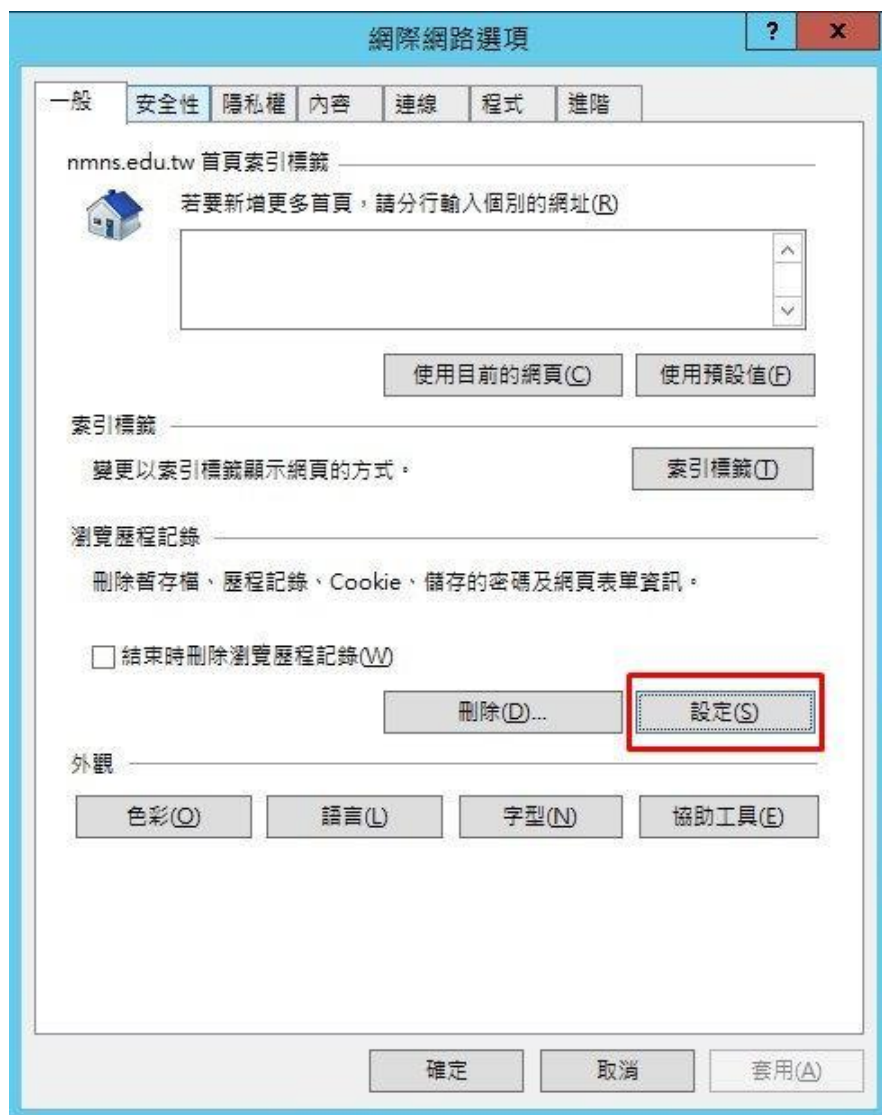 網際網路選項
? x
一般 安全性 隱私權 內容 連線 程式 進階
nmns.edu.tw 首頁索引標籤
若要新增更多首頁,請分行輸入個別的網址(R)
使用目前的網頁(C) 使用預設值(F)
索引標籤
變更以索引標籤顯示網頁的方式。 索引標籤(T)
瀏覽歷程記錄
刪除暫存檔、歷程記錄、Cookie、儲存的密碼及網頁表單資訊。
結束時刪除瀏覽歷程記錄(W)
刪除(D)... 設定(S)
外觀
色彩(O) 語言(L) 字型(N) 協助工具(E)
確定 取消 套用(A)